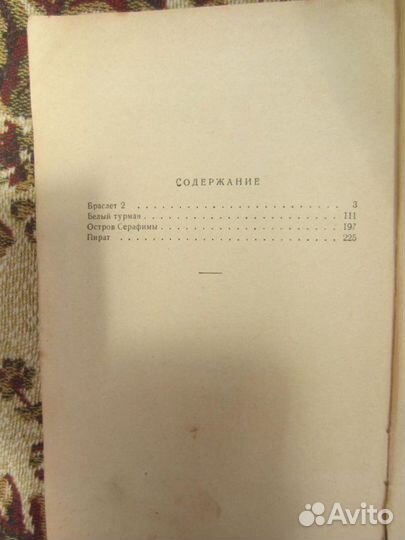 СОДЕРЖАНИЕ
Браслет 2 . . . . . . . . . . . . . . . . . . . 3
Белый турман . . . . . . . . . . . . . . . . . 111
Остров Серафимы . . . . . . . . . . . . . . . 197
Пират . . . . . . . . . . . . . . . . . . . . 225
Avito